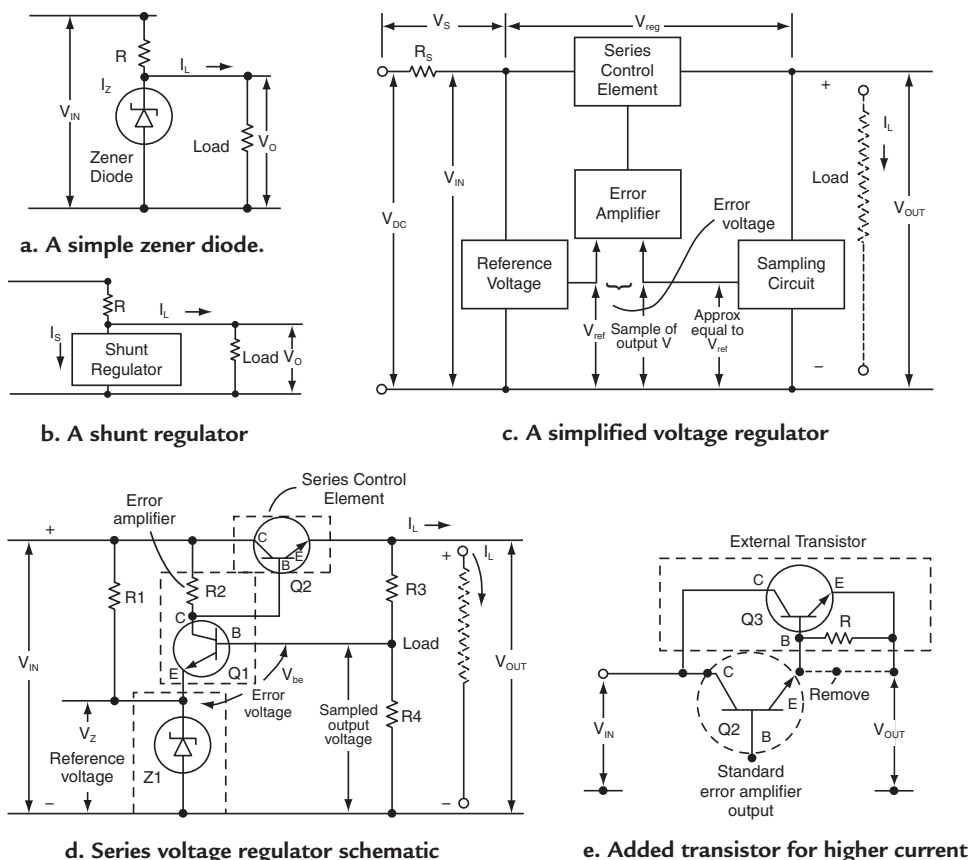 V_IN
R
I_L
I_Z
Zener
Diode
Load
V_O
a. A simple zener diode.
R
I_L
I_S
Shunt
Regulator
Load V_O
b. A shunt regulator
V_S
V_reg
R_S
Series
Control
Element
+
I_L
Load
V_IN
V_DC
Error
Amplifier
Error
voltage
V_OUT
Reference
Voltage
Sampling
Circuit
V_ref
Sample of
output V
Approx
equal to
V_ref
–
c. A simplified voltage regulator
Series Control
Element
Error
amplifier
+
I_L
C
E
B
Q2
+
I_L
R1
R2
R3
C
B
Load
V_IN
E
Q1
V_be
V_OUT
Error
voltage
Sampled
output
voltage
R4
V_Z
Reference
voltage
Z1
–
–
d. Series voltage regulator schematic
External Transistor
C
E
Q3
R
B
C
Remove
E
V_IN
Q2
B
V_OUT
Standard
error amplifier
output
e. Added transistor for higher current